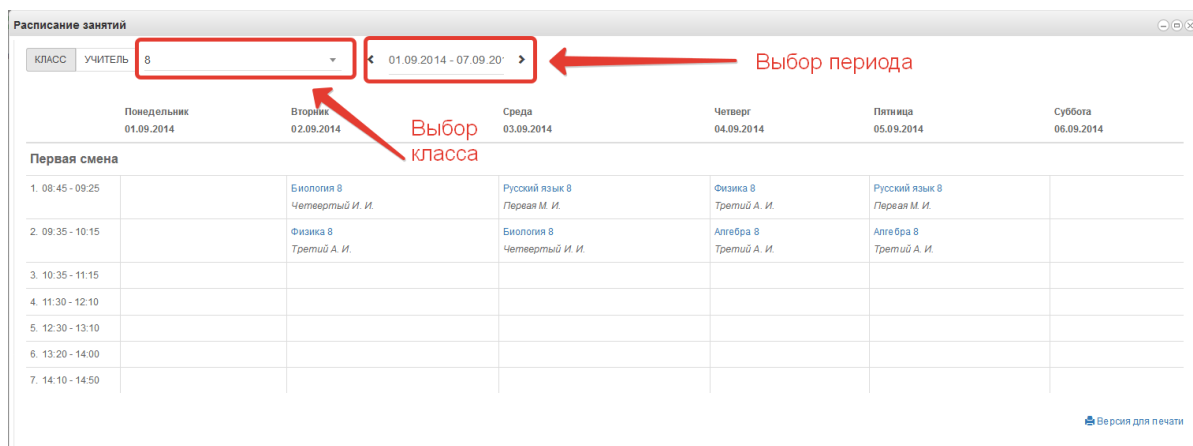 Расписание занятий
КЛАСС УЧИТЕЛЬ 8 01.09.2014 - 07.09.20
Выбор периода
Понедельник Вторник Среда Четверг Пятница Суббота
01.09.2014 02.09.2014 03.09.2014 04.09.2014 05.09.2014 06.09.2014
Выбор
класса
Первая смена
1. 08:45 - 09:25 Биология 8 Русский язык 8 Физика 8 Русский язык 8
Четвертый И. И. Первая М. И. Третий А. И. Первая М. И.
2. 09:35 - 10:15 Физика 8 Биология 8 Алгебра 8 Алгебра 8
Третий А. И. Четвертый И. И. Третий А. И. Третий А. И.
3. 10:35 - 11:15
4. 11:30 - 12:10
5. 12:30 - 13:10
6. 13:20 - 14:00
7. 14:10 - 14:50
Версия для печати